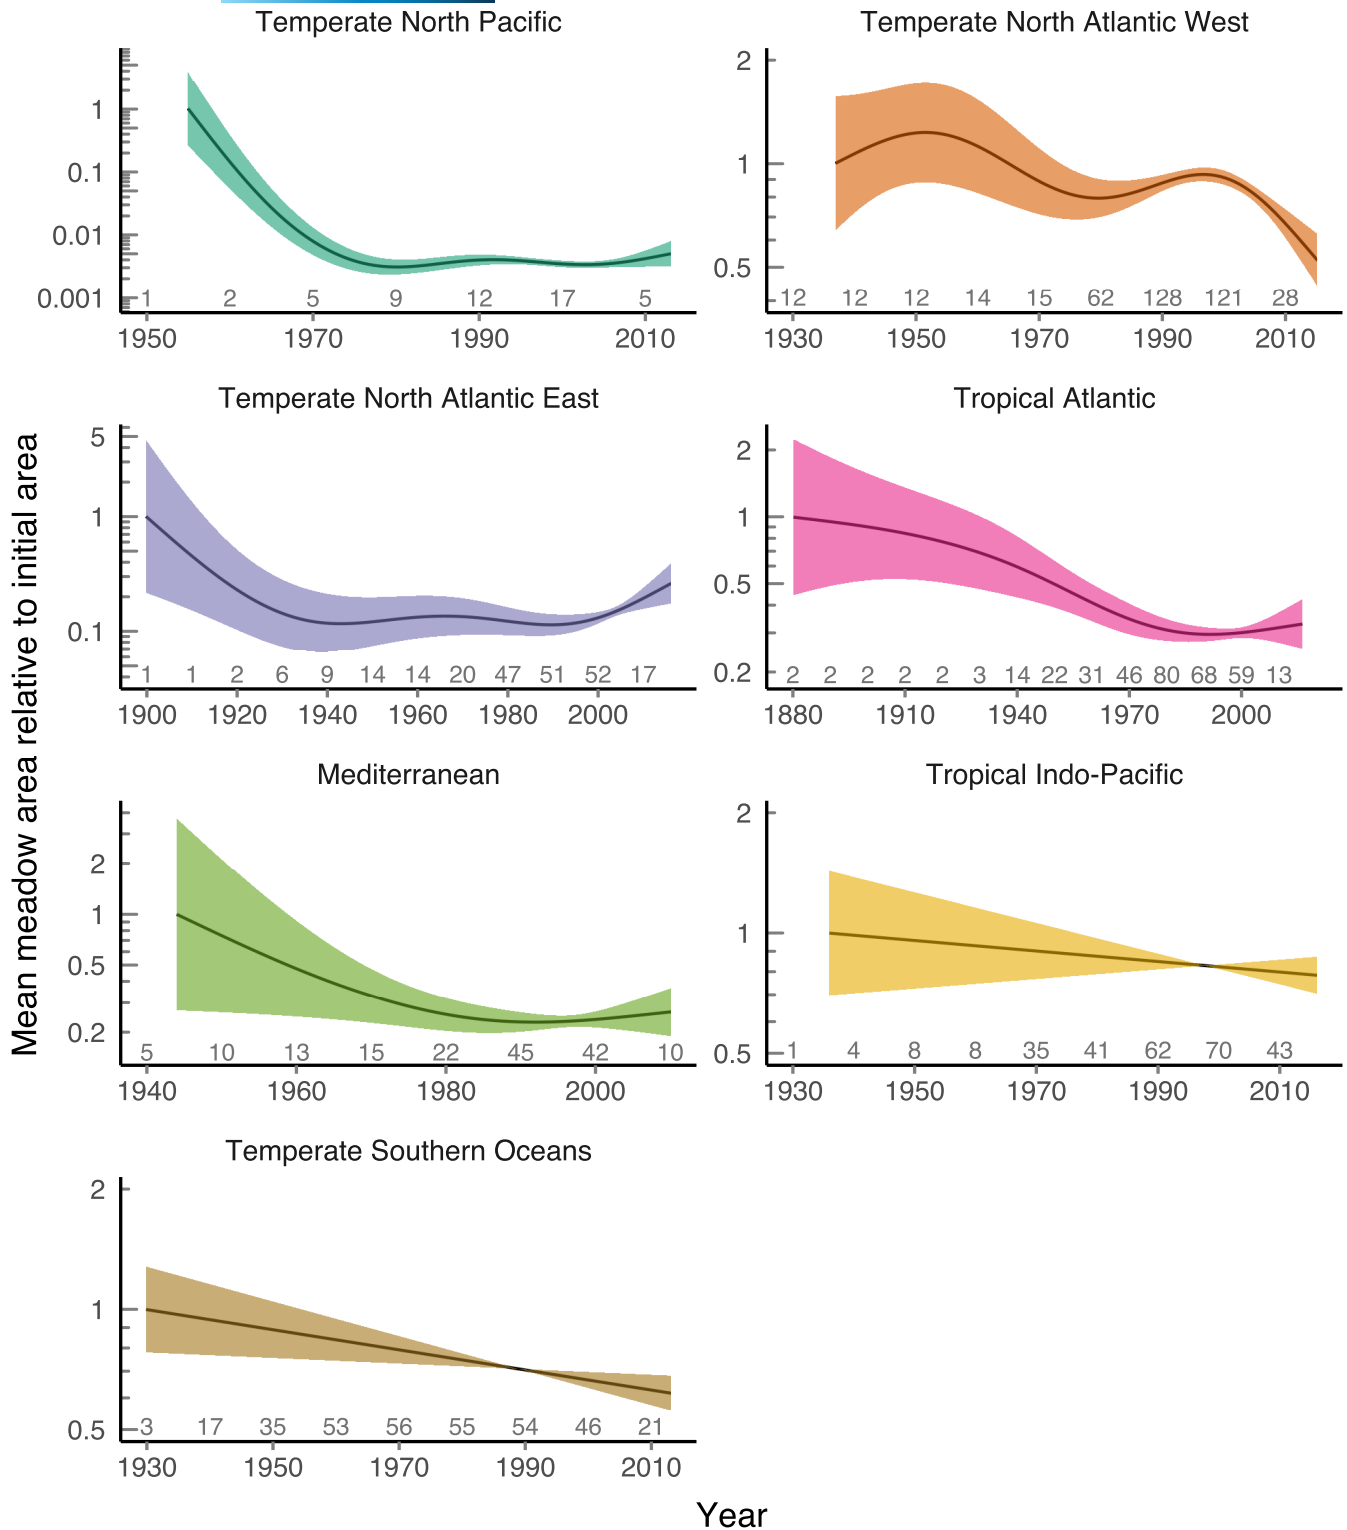 Temperate North Pacific
1
0.1
0.01
0.001
1 2 5 9 12 17 5
1950 1970 1990 2010
Temperate North Atlantic West
2
1
0.5
12 12 12 14 15 62 128 121 28
1930 1950 1970 1990 2010
Temperate North Atlantic East
5
1
0.1
1 1 2 6 9 14 14 20 47 51 52 17
1900 1920 1940 1960 1980 2000
Tropical Atlantic
2
1
0.5
0.2
2 2 2 2 2 3 14 22 31 46 80 68 59 13
1880 1910 1940 1970 2000
Mediterranean
2
1
0.5
0.2
5 10 13 15 22 45 42 10
1940 1960 1980 2000
Tropical Indo-Pacific
2
1
0.5
1 4 8 8 35 41 62 70 43
1930 1950 1970 1990 2010
Temperate Southern Oceans
2
1
0.5
3 17 35 53 56 55 54 46 21
1930 1950 1970 1990 2010
Mean meadow area relative to initial area
Year